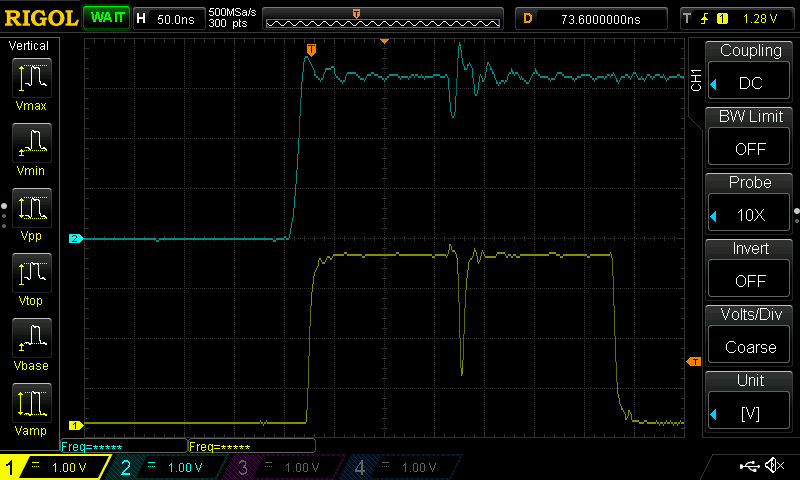 RIGOL WAIT H 50.0ns 500MSa/s 300 pts T D 73.6000000ns T 1 1.28 V
Vertical
Vmax
Vmin
Vpp
Vtop
Vbase
Vamp
T
2
1
T
Freq=***** Freq=*****
CH1
Coupling
DC
BW Limit
OFF
Probe
10X
Invert
OFF
Volts/Div
Coarse
Unit
[V]
1 1.00 V 2 1.00 V 3 1.00 V 4 1.00 V